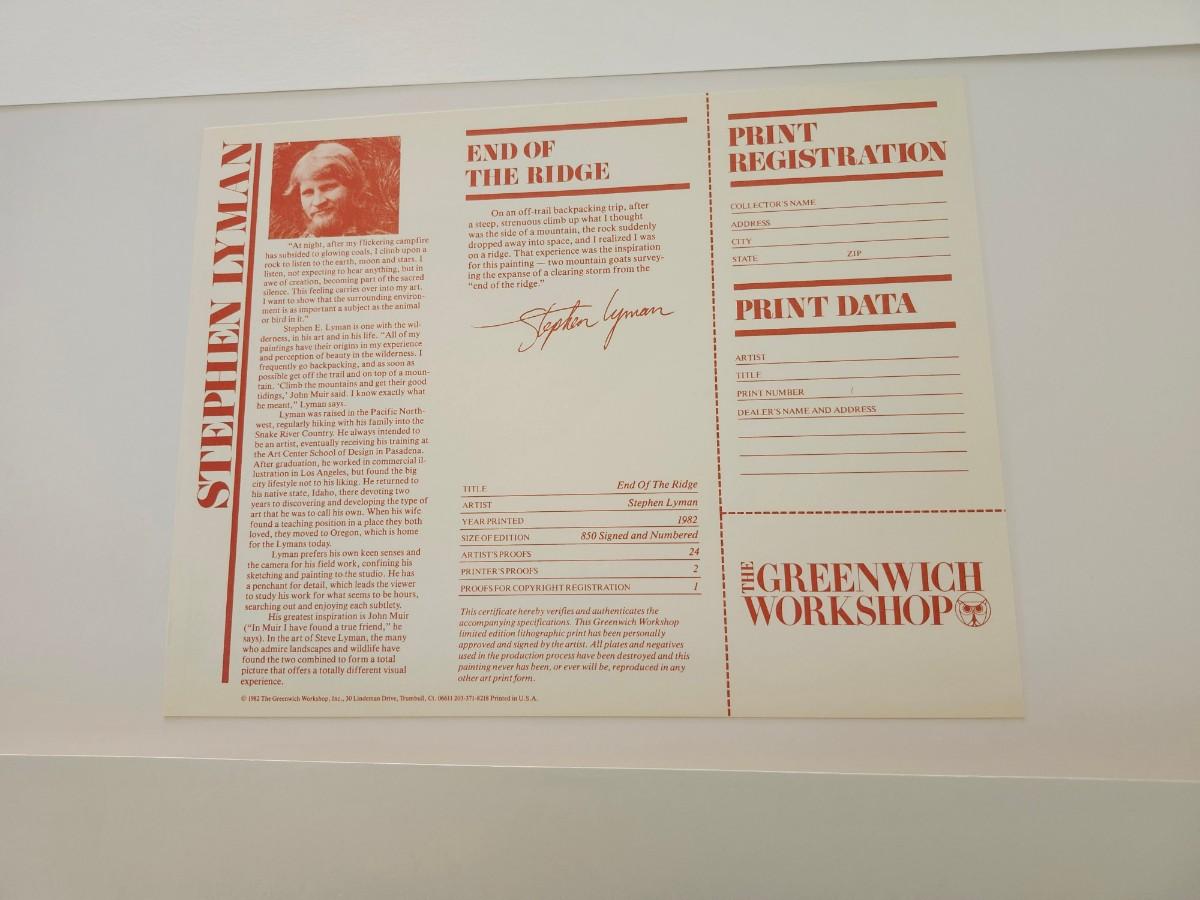 STEPHEN LYMAN
"At night, after my flickering campfire
has subsided to glowing coals, I climb upon a
rock to listen to the earth, moon and stars. I
listen, not expecting to hear anything, but in
awe of creation, becoming part of the sacred
silence. This feeling carries over into my art.
I want to show that the surrounding environ-
ment is as important a subject as the animal
or bird in it."
Stephen E. Lyman is one with the wil-
derness, in his art and in his life. "All of my
paintings have their origins in my experience
and perception of beauty in the wilderness. I
frequently go backpacking, and as soon as
possible get off the trail and on top of a moun-
tain. 'Climb the mountains and get their good
tidings,' John Muir said. I know exactly what
he meant," Lyman says.
Lyman was raised in the Pacific North-
west, regularly hiking with his family into the
Snake River Country. He always intended to
be an artist, eventually receiving his training at
the Art Center School of Design in Pasadena.
After graduation, he worked in commercial il-
lustration in Los Angeles, but found the big
city lifestyle not to his liking. He returned to
his native state, Idaho, there devoting two
years to discovering and developing the type of
art that he was to call his own. When his wife
found a teaching position in a place they both
loved, they moved to Oregon, which is home
for the Lymans today.
Lyman prefers his own keen senses and
the camera for his field work, confining his
sketching and painting to the studio. He has
a penchant for detail, which leads the viewer
to study his work for what seems to be hours,
searching out and enjoying each subtlety.
His greatest inspiration is John Muir
("In Muir I have found a true friend," he
says). In the art of Steve Lyman, the many
who admire landscapes and wildlife have
found the two combined to form a total
picture that offers a totally different visual
experience.
© 1982 The Greenwich Workshop, Inc., 30 Lindeman Drive, Trumbull, Ct. 06611 203-371-6218 Printed in U.S.A.
END OF
THE RIDGE
On an off-trail backpacking trip, after
a steep, strenuous climb up what I thought
was the side of a mountain, the rock suddenly
dropped away into space, and I realized I was
on a ridge. That experience was the inspiration
for this painting — two mountain goats survey-
ing the expanse of a clearing storm from the
"end of the ridge."
Stephen Lyman
TITLE End Of The Ridge
ARTIST Stephen Lyman
YEAR PRINTED 1982
SIZE OF EDITION 850 Signed and Numbered
ARTIST'S PROOFS 24
PRINTER'S PROOFS 2
PROOFS FOR COPYRIGHT REGISTRATION 1
This certificate hereby verifies and authenticates the
accompanying specifications. This Greenwich Workshop
limited edition lithographic print has been personally
approved and signed by the artist. All plates and negatives
used in the production process have been destroyed and this
painting never has been, or ever will be, reproduced in any
other art print form.
PRINT
REGISTRATION
COLLECTOR'S NAME
ADDRESS
CITY
STATE ZIP
PRINT DATA
ARTIST
TITLE
PRINT NUMBER /
DEALER'S NAME AND ADDRESS
THE GREENWICH
WORKSHOP